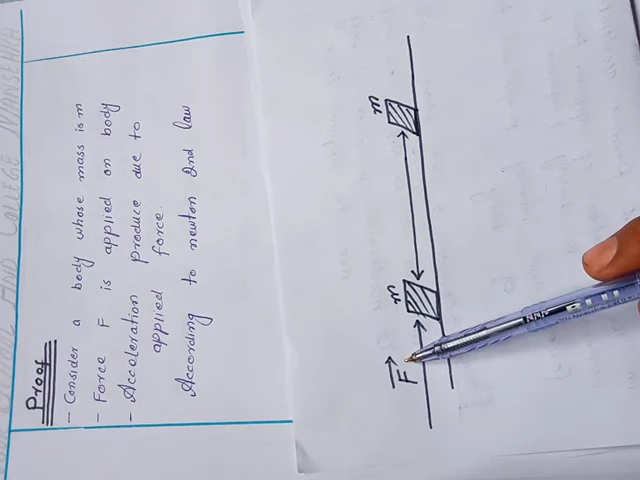 Proof
- Consider a body whose mass is m
- Force F is applied on body
- Acceleration produce due to
applied force.
According to newton 2nd law
F
m
m